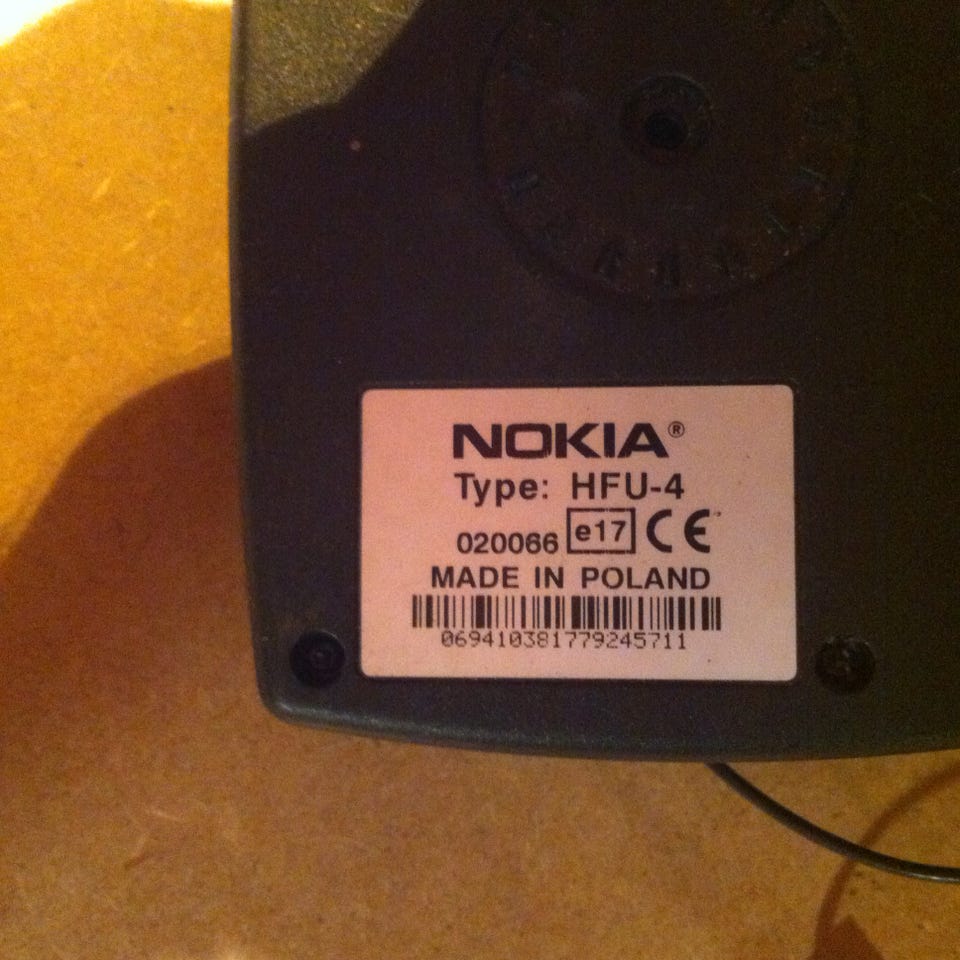 NOKIA®
Type: HFU-4
020066 e17 CE
MADE IN POLAND
069410381779245711